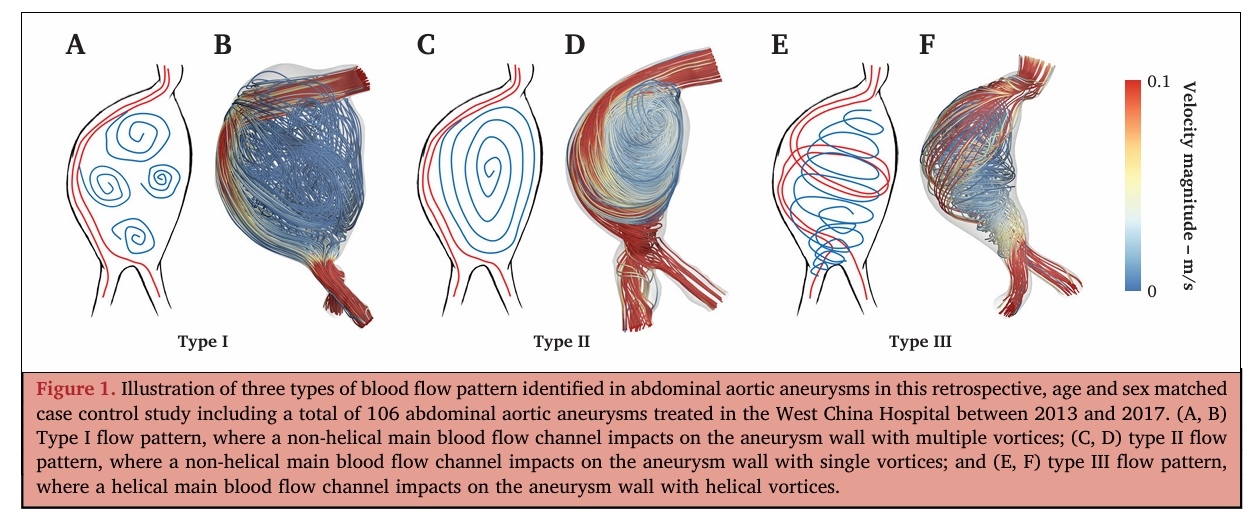 A
B
C
D
E
F
0.1
Velocity magnitude – m/s
0
Type I
Type II
Type III
Figure 1. Illustration of three types of blood flow pattern identified in abdominal aortic aneurysms in this retrospective, age and sex matched
case control study including a total of 106 abdominal aortic aneurysms treated in the West China Hospital between 2013 and 2017. (A, B)
Type I flow pattern, where a non-helical main blood flow channel impacts on the aneurysm wall with multiple vortices; (C, D) type II flow
pattern, where a non-helical main blood flow channel impacts on the aneurysm wall with single vortices; and (E, F) type III flow pattern,
where a helical main blood flow channel impacts on the aneurysm wall with helical vortices.